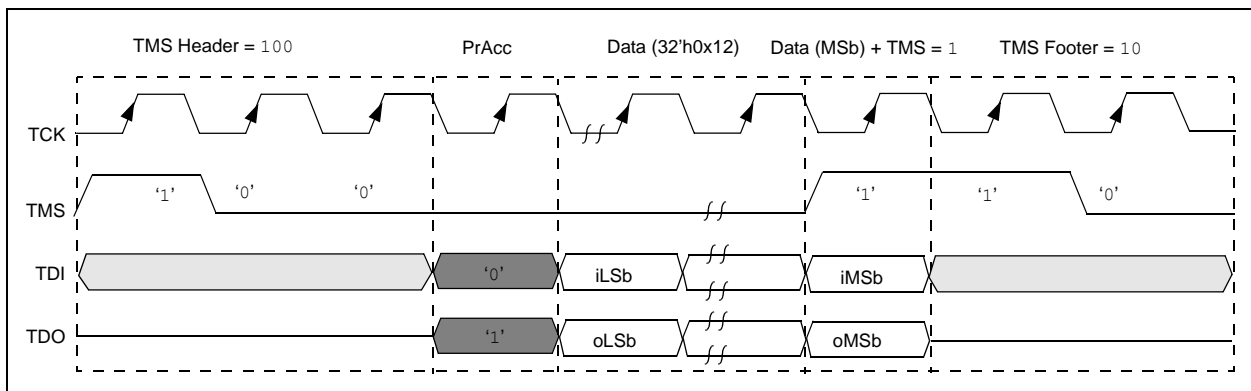 TMS Header = 100 PrAcc Data (32'h0x12) Data (MSb) + TMS = 1 TMS Footer = 10
TCK
TMS ‘1’ ‘0’ ‘0’ ‘1’ ‘1’ ‘0’
TDI ‘0’ iLSb iMSb
TDO ‘1’ oLSb oMSb